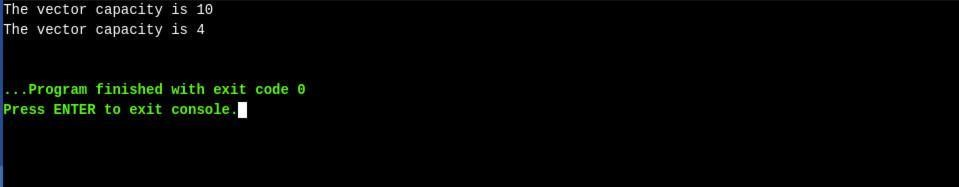 The vector capacity is 10
The vector capacity is 4
...Program finished with exit code 0
Press ENTER to exit console.